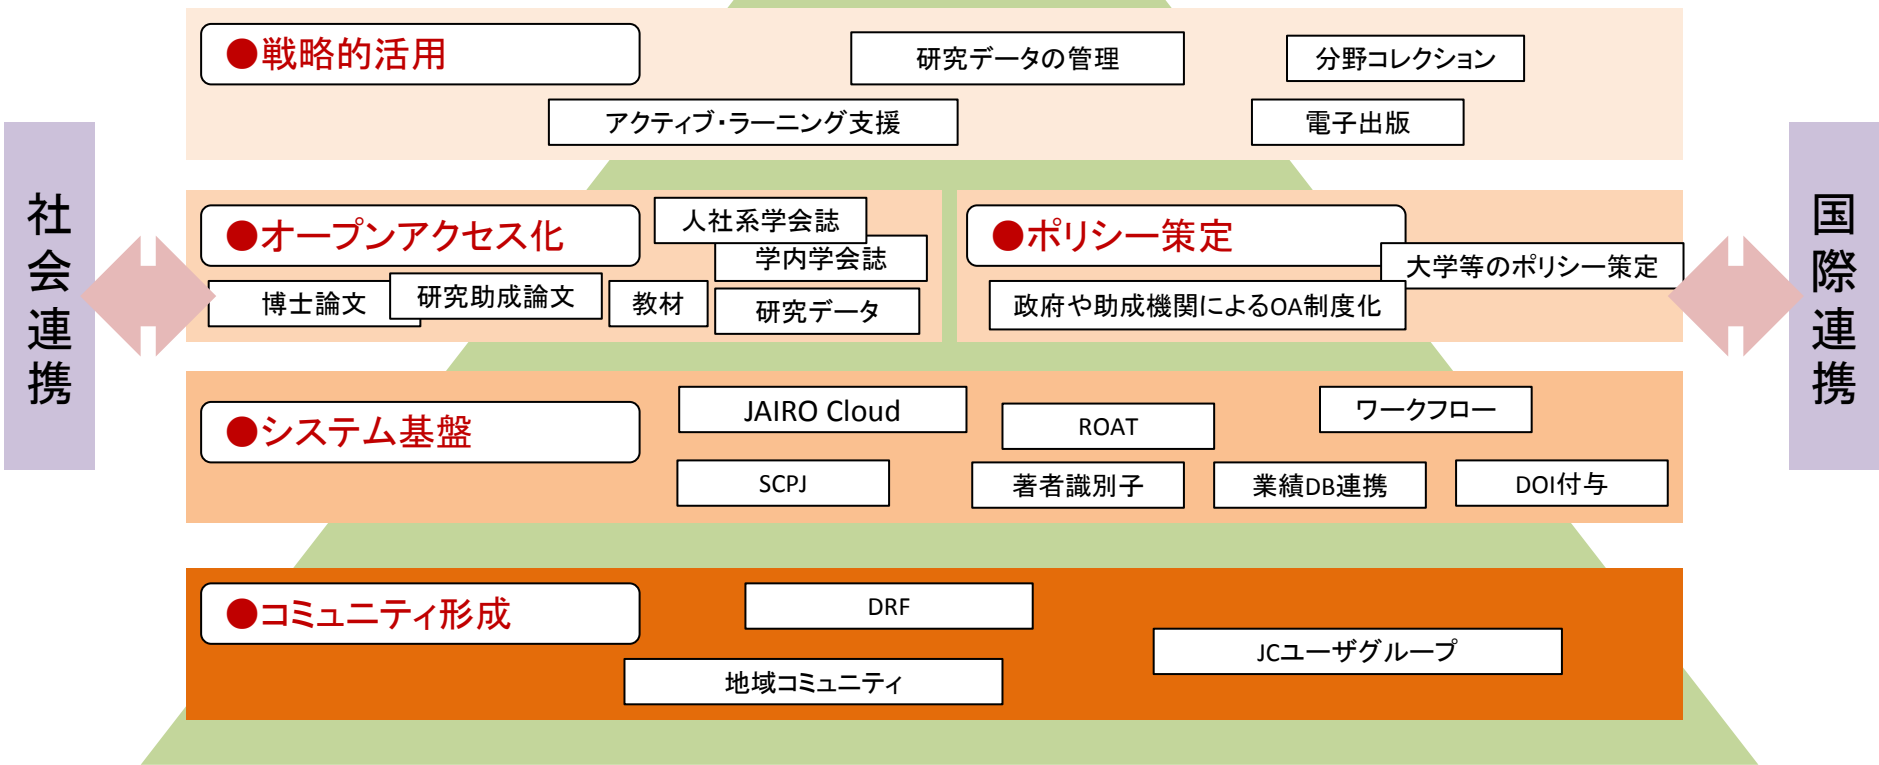 ●戦略的活用
研究データの管理
分野コレクション
アクティブ・ラーニング支援
電子出版
社会連携
国際連携
●オープンアクセス化
人社系学会誌
学内学会誌
博士論文
研究助成論文
教材
研究データ
●ポリシー策定
大学等のポリシー策定
政府や助成機関によるOA制度化
●システム基盤
JAIRO Cloud
ROAT
ワークフロー
SCPJ
著者識別子
業績DB連携
DOI付与
●コミュニティ形成
DRF
JCユーザグループ
地域コミュニティ